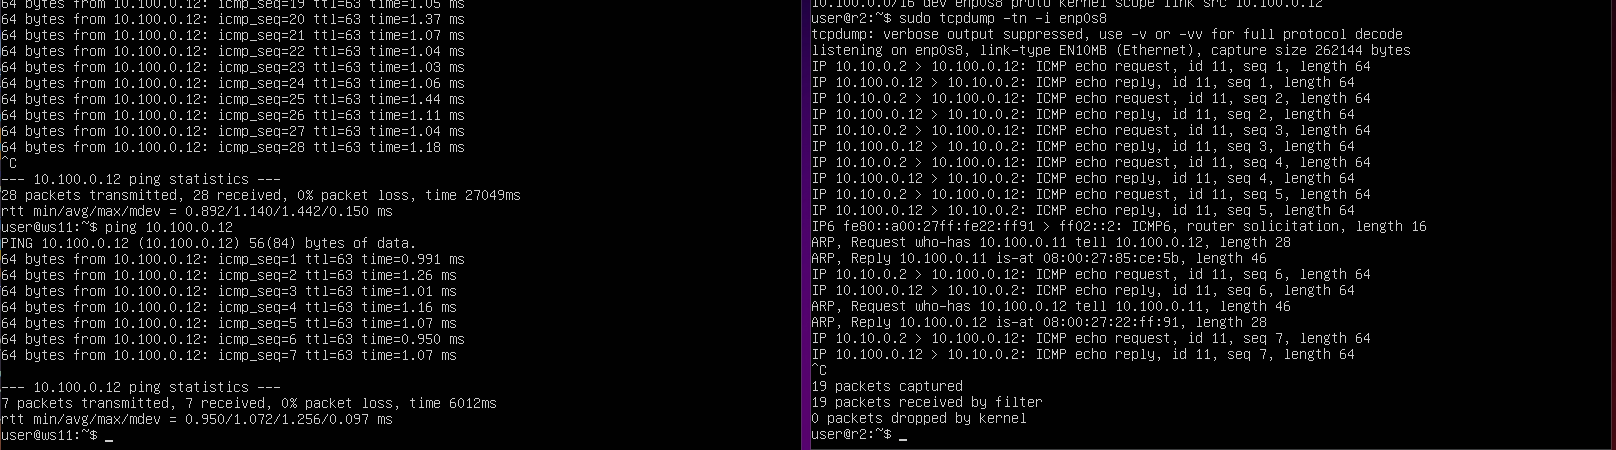 64 bytes from 10.100.0.12: icmp_seq=19 ttl=63 time=1.05 ms
64 bytes from 10.100.0.12: icmp_seq=20 ttl=63 time=1.37 ms
64 bytes from 10.100.0.12: icmp_seq=21 ttl=63 time=1.07 ms
64 bytes from 10.100.0.12: icmp_seq=22 ttl=63 time=1.04 ms
64 bytes from 10.100.0.12: icmp_seq=23 ttl=63 time=1.03 ms
64 bytes from 10.100.0.12: icmp_seq=24 ttl=63 time=1.06 ms
64 bytes from 10.100.0.12: icmp_seq=25 ttl=63 time=1.44 ms
64 bytes from 10.100.0.12: icmp_seq=26 ttl=63 time=1.11 ms
64 bytes from 10.100.0.12: icmp_seq=27 ttl=63 time=1.04 ms
64 bytes from 10.100.0.12: icmp_seq=28 ttl=63 time=1.18 ms
^C
--- 10.100.0.12 ping statistics ---
28 packets transmitted, 28 received, 0% packet loss, time 27049ms
rtt min/avg/max/mdev = 0.892/1.140/1.442/0.150 ms
user@ws11:~$ ping 10.100.0.12
PING 10.100.0.12 (10.100.0.12) 56(84) bytes of data.
64 bytes from 10.100.0.12: icmp_seq=1 ttl=63 time=0.991 ms
64 bytes from 10.100.0.12: icmp_seq=2 ttl=63 time=1.26 ms
64 bytes from 10.100.0.12: icmp_seq=3 ttl=63 time=1.01 ms
64 bytes from 10.100.0.12: icmp_seq=4 ttl=63 time=1.16 ms
64 bytes from 10.100.0.12: icmp_seq=5 ttl=63 time=1.07 ms
64 bytes from 10.100.0.12: icmp_seq=6 ttl=63 time=0.950 ms
64 bytes from 10.100.0.12: icmp_seq=7 ttl=63 time=1.07 ms
--- 10.100.0.12 ping statistics ---
7 packets transmitted, 7 received, 0% packet loss, time 6012ms
rtt min/avg/max/mdev = 0.950/1.072/1.256/0.097 ms
user@ws11:~$ _
10.100.0.0/16 dev enp0s8 proto kernel scope link src 10.100.0.12
user@r2:~$ sudo tcpdump -tn -i enp0s8
tcpdump: verbose output suppressed, use -v or -vv for full protocol decode
listening on enp0s8, link-type EN10MB (Ethernet), capture size 262144 bytes
IP 10.10.0.2 > 10.100.0.12: ICMP echo request, id 11, seq 1, length 64
IP 10.100.0.12 > 10.10.0.2: ICMP echo reply, id 11, seq 1, length 64
IP 10.10.0.2 > 10.100.0.12: ICMP echo request, id 11, seq 2, length 64
IP 10.100.0.12 > 10.10.0.2: ICMP echo reply, id 11, seq 2, length 64
IP 10.10.0.2 > 10.100.0.12: ICMP echo request, id 11, seq 3, length 64
IP 10.100.0.12 > 10.10.0.2: ICMP echo reply, id 11, seq 3, length 64
IP 10.10.0.2 > 10.100.0.12: ICMP echo request, id 11, seq 4, length 64
IP 10.100.0.12 > 10.10.0.2: ICMP echo reply, id 11, seq 4, length 64
IP 10.10.0.2 > 10.100.0.12: ICMP echo request, id 11, seq 5, length 64
IP 10.100.0.12 > 10.10.0.2: ICMP echo reply, id 11, seq 5, length 64
IP6 fe80::a00:27ff:fe22:ff91 > ff02::2: ICMP6, router solicitation, length 16
ARP, Request who-has 10.100.0.11 tell 10.100.0.12, length 28
ARP, Reply 10.100.0.11 is-at 08:00:27:85:ce:5b, length 46
IP 10.10.0.2 > 10.100.0.12: ICMP echo request, id 11, seq 6, length 64
IP 10.100.0.12 > 10.10.0.2: ICMP echo reply, id 11, seq 6, length 64
ARP, Request who-has 10.100.0.12 tell 10.100.0.11, length 46
ARP, Reply 10.100.0.12 is-at 08:00:27:22:ff:91, length 28
IP 10.10.0.2 > 10.100.0.12: ICMP echo request, id 11, seq 7, length 64
IP 10.100.0.12 > 10.10.0.2: ICMP echo reply, id 11, seq 7, length 64
^C
19 packets captured
19 packets received by filter
0 packets dropped by kernel
user@r2:~$ _